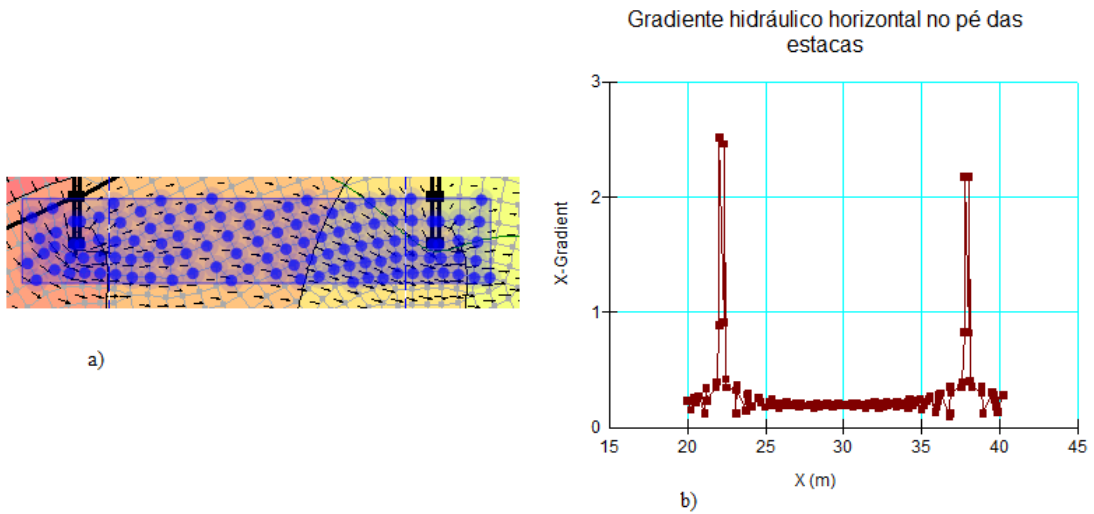 Gradiente hidráulico horizontal no pé das
estacas
3
2
1
0
X-Gradient
15 20 25 30 35 40 45
X (m)
a)
b)